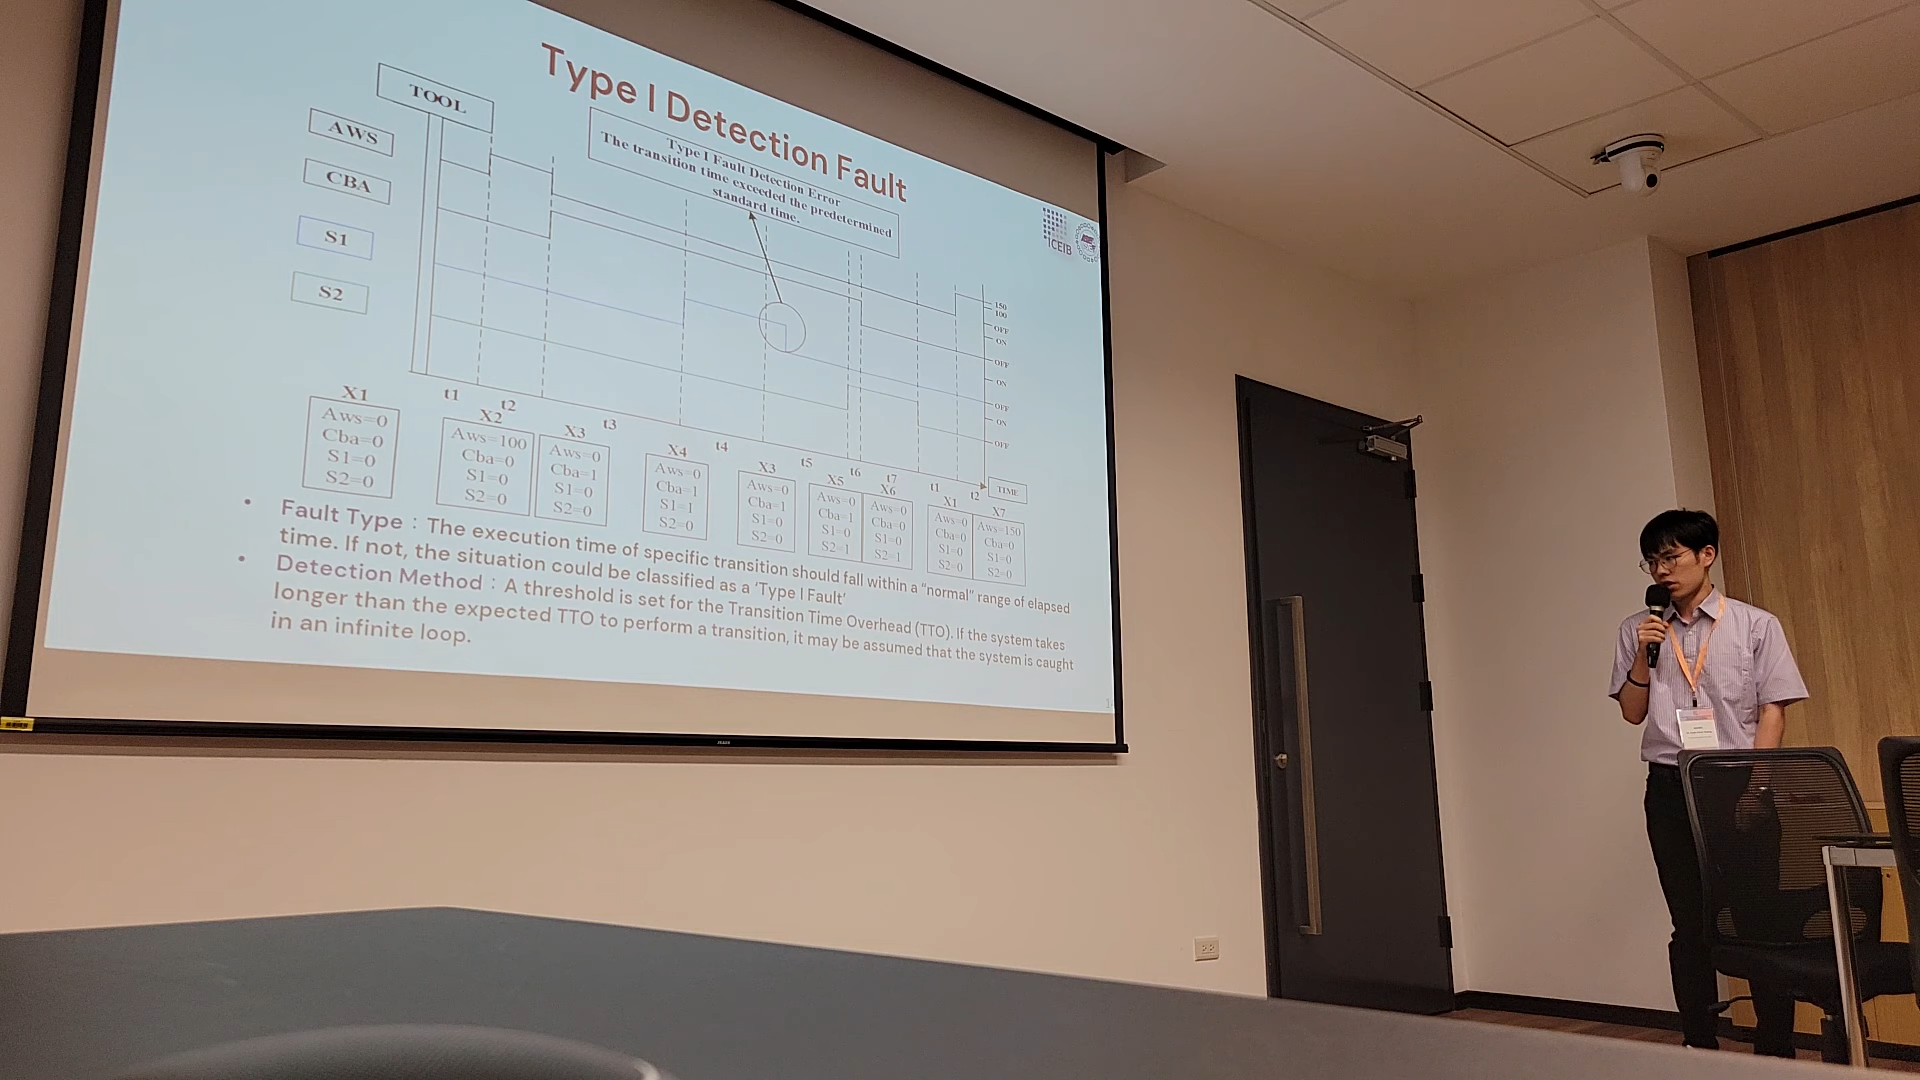 Type I Detection Fault
TOOL
AWS
CBA
S1
S2
Type I Fault Detection Error
The transition time exceeded the predetermined
standard time.
ICEIB
150
100
OFF
ON
OFF
ON
OFF
ON
OFF
TIME
t1
t2
t3
t4
t5
t6
t7
t1
t2
X1
Aws=0
Cba=0
S1=0
S2=0
X2
Aws=100
Cba=0
S1=0
S2=0
X3
Aws=0
Cba=1
S1=0
S2=0
X4
Aws=0
Cba=1
S1=1
S2=0
X3
Aws=0
Cba=1
S1=0
S2=0
X5
Aws=0
Cba=1
S1=0
S2=1
X6
Aws=0
Cba=0
S1=0
S2=1
X1
Aws=0
Cba=0
S1=0
S2=0
X7
Aws=150
Cba=0
S1=0
S2=0
• Fault Type：The execution time of specific transition should fall within a “normal” range of elapsed
time. If not, the situation could be classified as a ‘Type I Fault’
• Detection Method：A threshold is set for the Transition Time Overhead (TTO). If the system takes
longer than the expected TTO to perform a transition, it may be assumed that the system is caught
in an infinite loop.